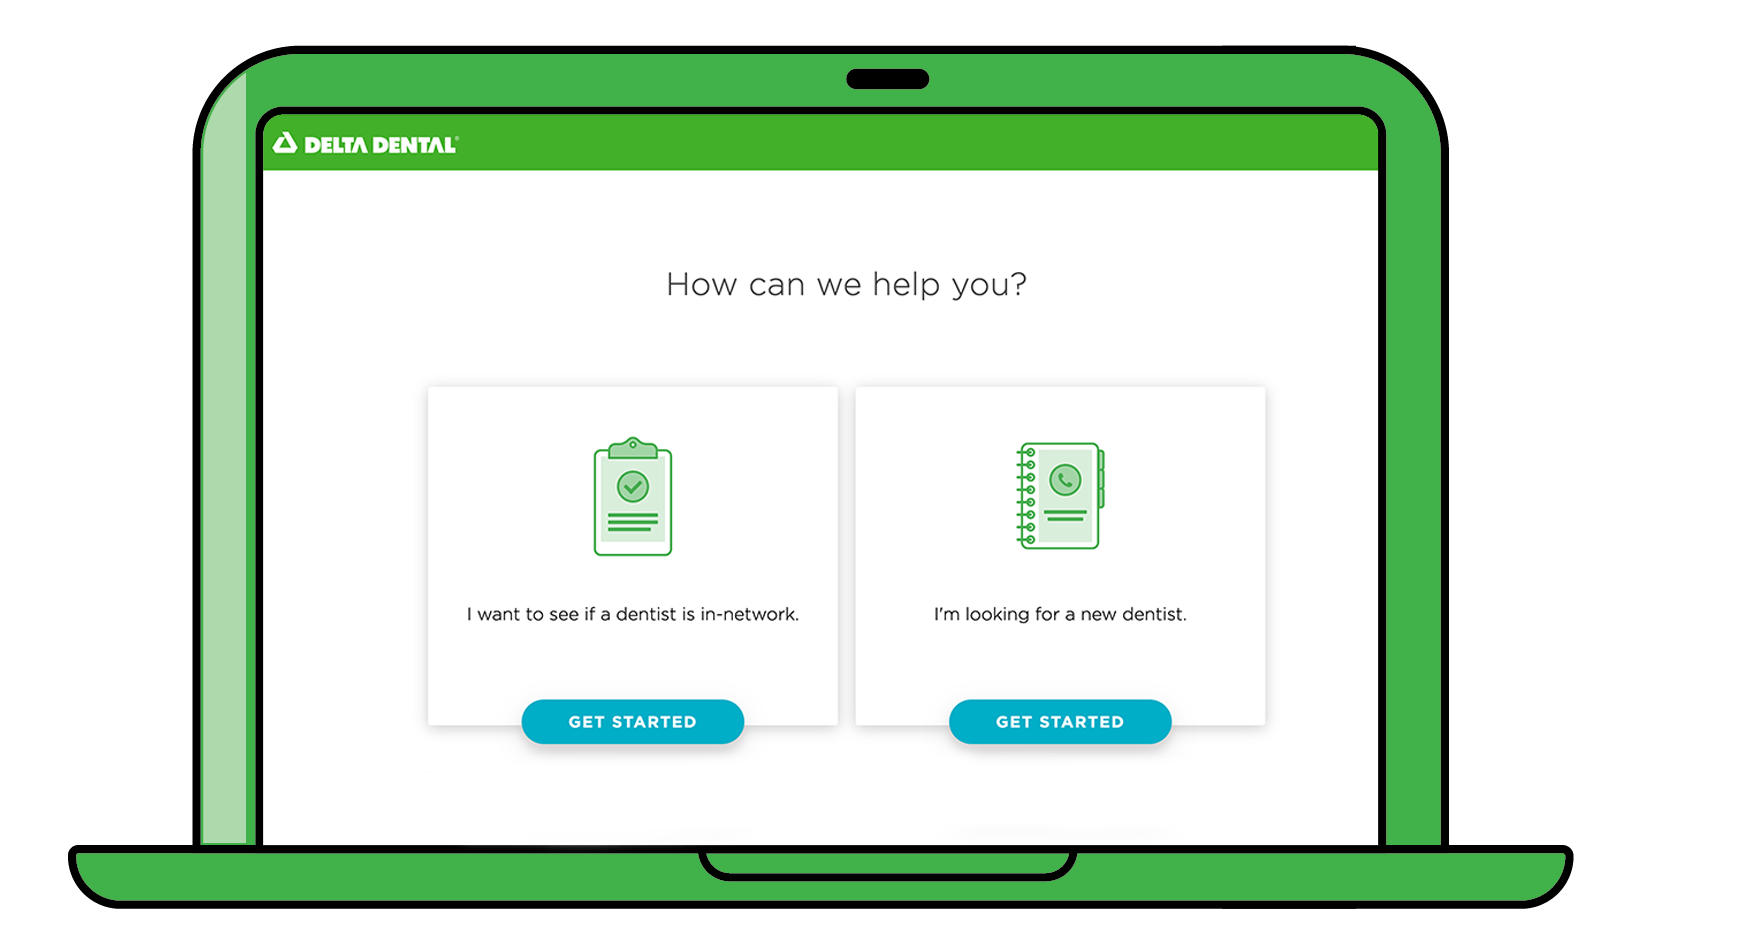 DELTA DENTAL®
How can we help you?
I want to see if a dentist is in-network.
GET STARTED
I'm looking for a new dentist.
GET STARTED